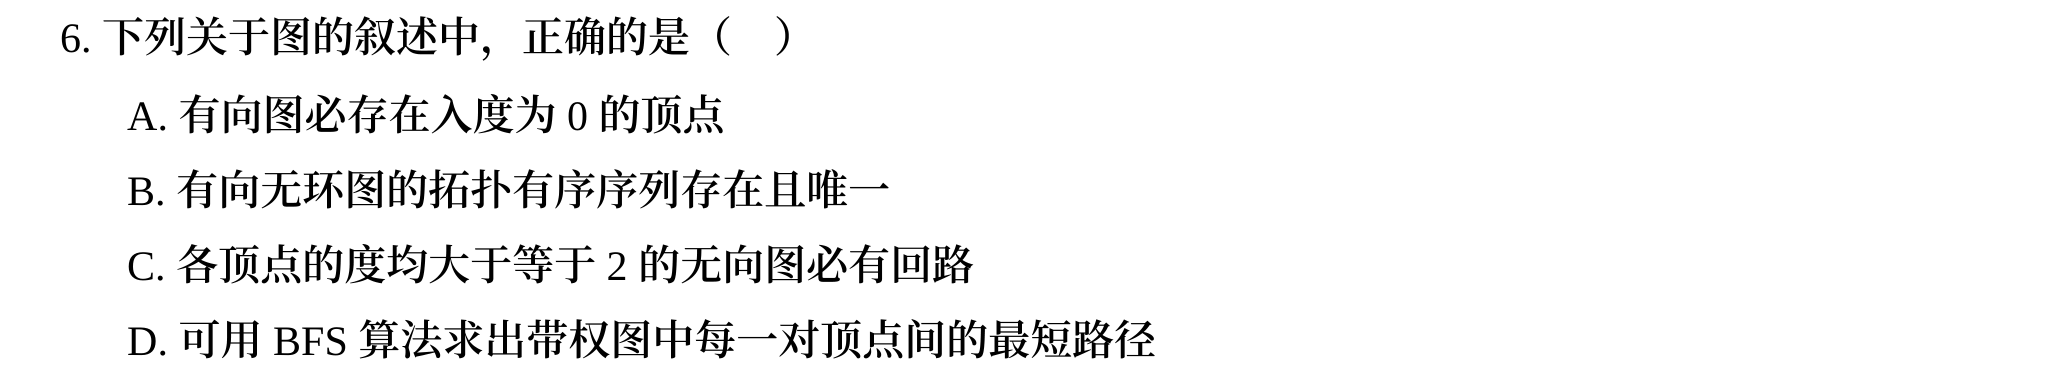 6. 下列关于图的叙述中，正确的是（　）
A. 有向图必存在入度为 0 的顶点
B. 有向无环图的拓扑有序序列存在且唯一
C. 各顶点的度均大于等于 2 的无向图必有回路
D. 可用 BFS 算法求出带权图中每一对顶点间的最短路径